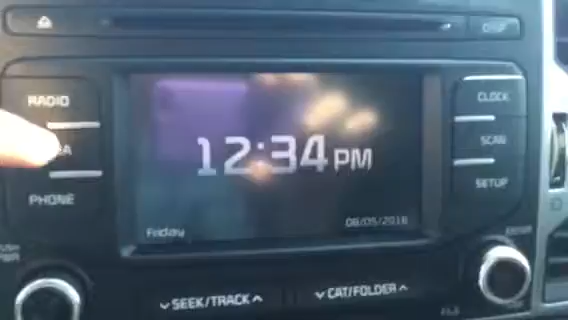 DISP
RADIO
CLOCK
SCAN
12:34 PM
PHONE
SETUP
Friday
08/05/2016
SEEK/TRACK
CAT/FOLDER